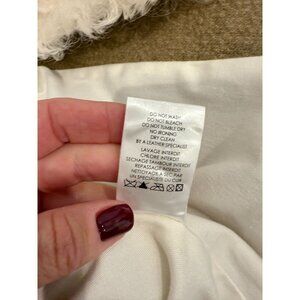 DO NOT WASH
DO NOT BLEACH
DO NOT TUMBLE DRY
NO IRONING
DRY CLEAN
BY A LEATHER SPECIALIST
LAVAGE INTERDIT
CHLORE INTERDIT
SECHAGE TAMBOUR INTERDIT
REPASSAGE INTERDIT
NETTOYAGE A SEC PAR
UN SPECIALISTE DU CUIR